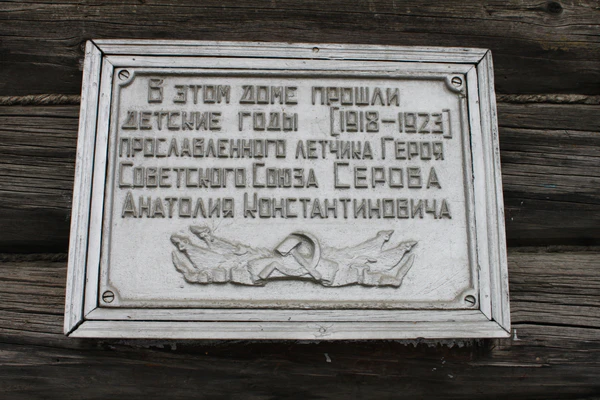 В этом доме прошли
детские годы [1918-1923]
прославленного летчика Героя
Советского Союза Серова
Анатолия Константиновича